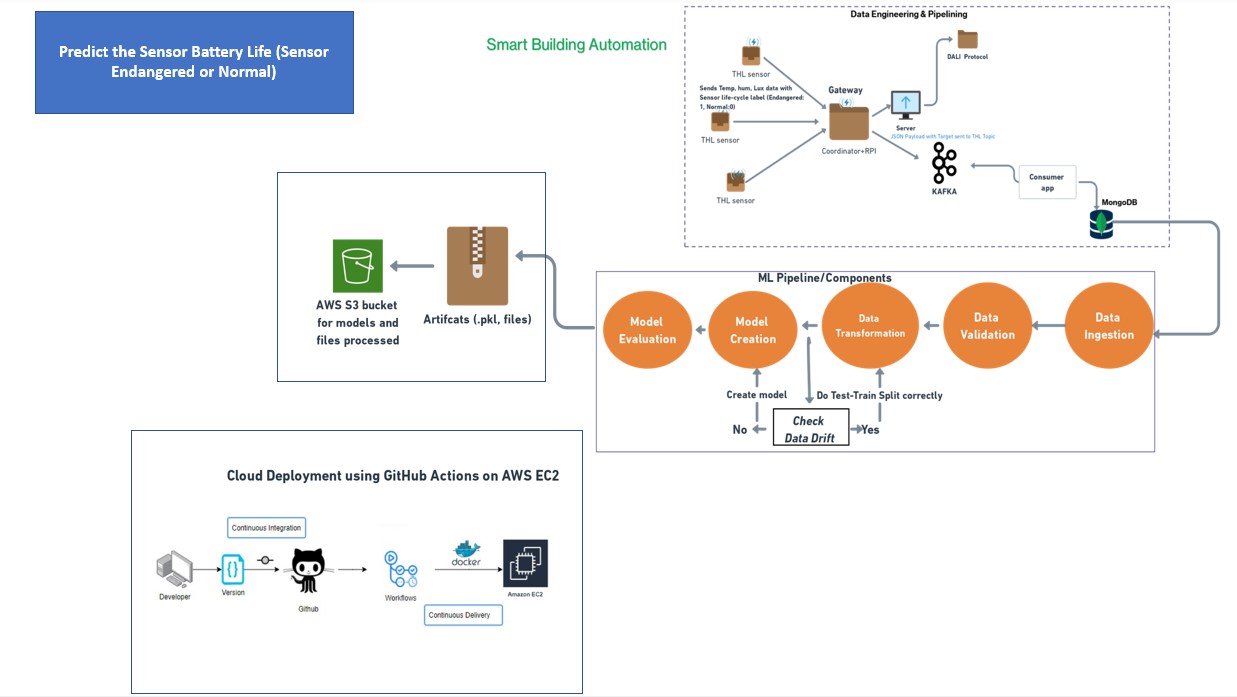 Predict the Sensor Battery Life (Sensor
Endangered or Normal)
Smart Building Automation
Data Engineering & Pipelining
THL sensor
Sends Temp, hum, Lux data with
Sensor life-cycle label (Endangered:
1, Normal:0)
THL sensor
THL sensor
Gateway
Coordinator+RPI
Server
JSON Payload with Target sent to THL Topic
DALI Protocol
KAFKA
Consumer
app
MongoDB
ML Pipeline/Components
Model
Evaluation
Model
Creation
Data
Transformation
Data
Validation
Data
Ingestion
Create model
Do Test-Train Split correctly
No
Check
Data Drift
Yes
AWS S3 bucket
for models and
files processed
Artifcats (.pkl, files)
Cloud Deployment using GitHub Actions on AWS EC2
Continuous Integration
Developer
Version
Github
Workflows
docker
Amazon EC2
Continuous Delivery